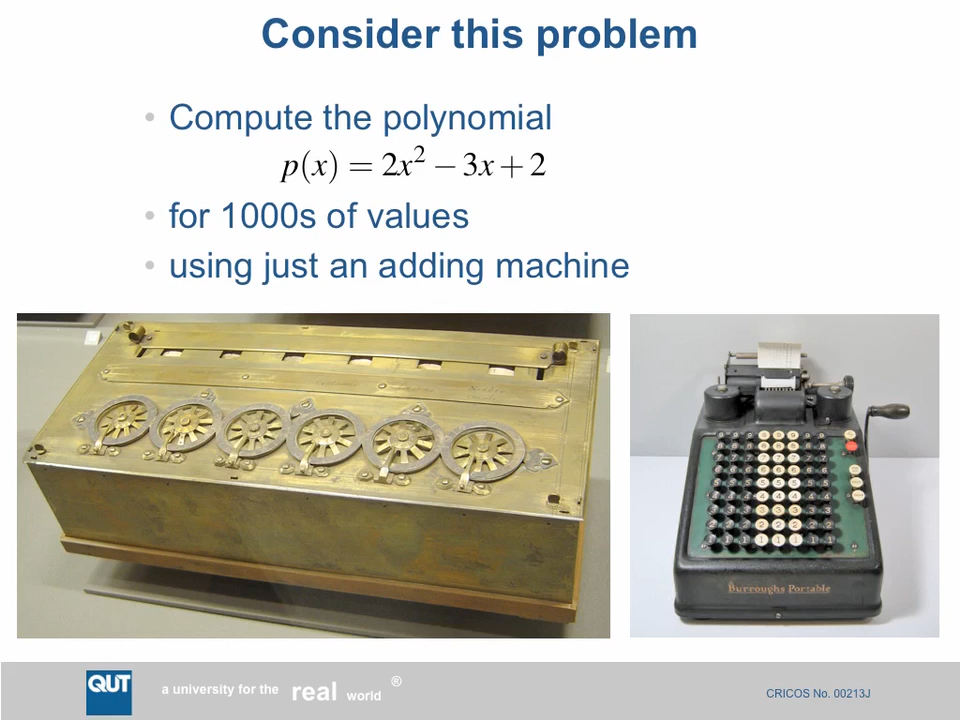 Consider this problem
• Compute the polynomial
p(x) = 2x² − 3x + 2
• for 1000s of values
• using just an adding machine
Burroughs Portable
QUT
a university for the real world ®
CRICOS No. 00213J